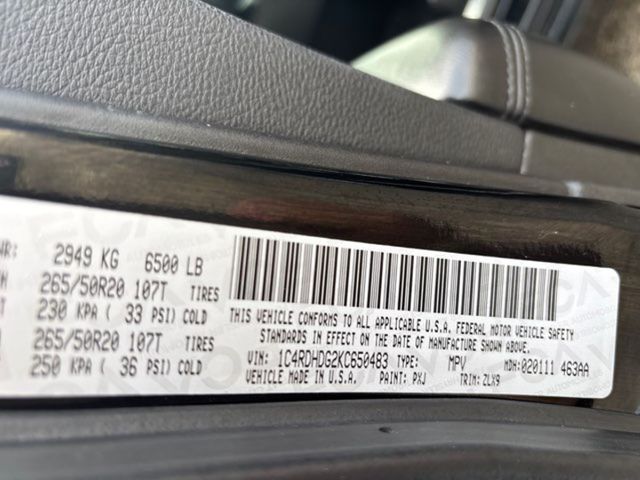 WR: 2949 KG 6500 LB
265/50R20 107T TIRES
230 KPA ( 33 PSI) COLD
265/50R20 107T TIRES
250 KPA ( 36 PSI) COLD
THIS VEHICLE CONFORMS TO ALL APPLICABLE U.S.A. FEDERAL MOTOR VEHICLE SAFETY
STANDARDS IN EFFECT ON THE DATE OF MANUFACTURE SHOWN ABOVE.
VIN: 1C4RDHDG2KC650483 TYPE: MPV MDH: 020111 463AA
VEHICLE MADE IN U.S.A. PAINT: PXJ TRIM: ZLX9